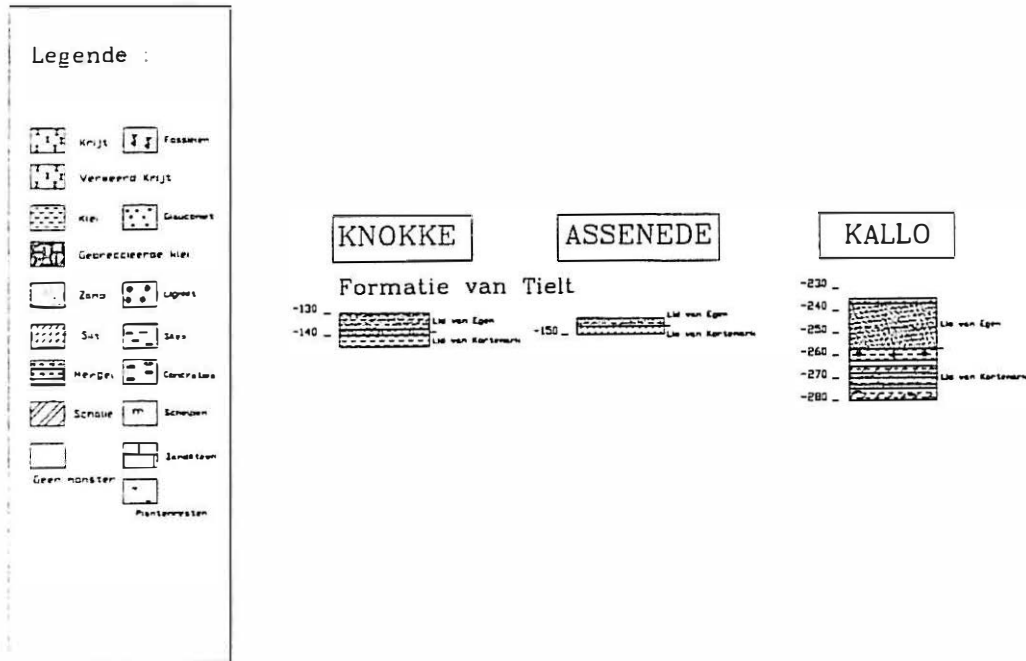 Legende :
Krijt
Fossielen
Verweerd Krijt
Klei
Glauconiet
Gebreccieerde klei
Zand
Ligniet
Silt
Mergel
Concreties
Schalie
Schelpen
Geen monster
Zandsteen
Plantenresten
KNOKKE
ASSENEDE
KALLO
Formatie van Tielt
-130
-140
Lid van Egem
Lid van Kortemark
-150
Lid van Egem
Lid van Kortemark
-230
-240
-250
-260
-270
-280
Lid van Egem
Lid van Kortemark